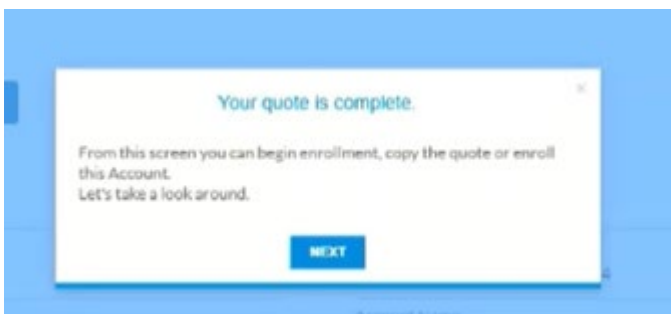 Your quote is complete.
From this screen you can begin enrollment, copy the quote or enroll
this Account.
Let's take a look around.
NEXT